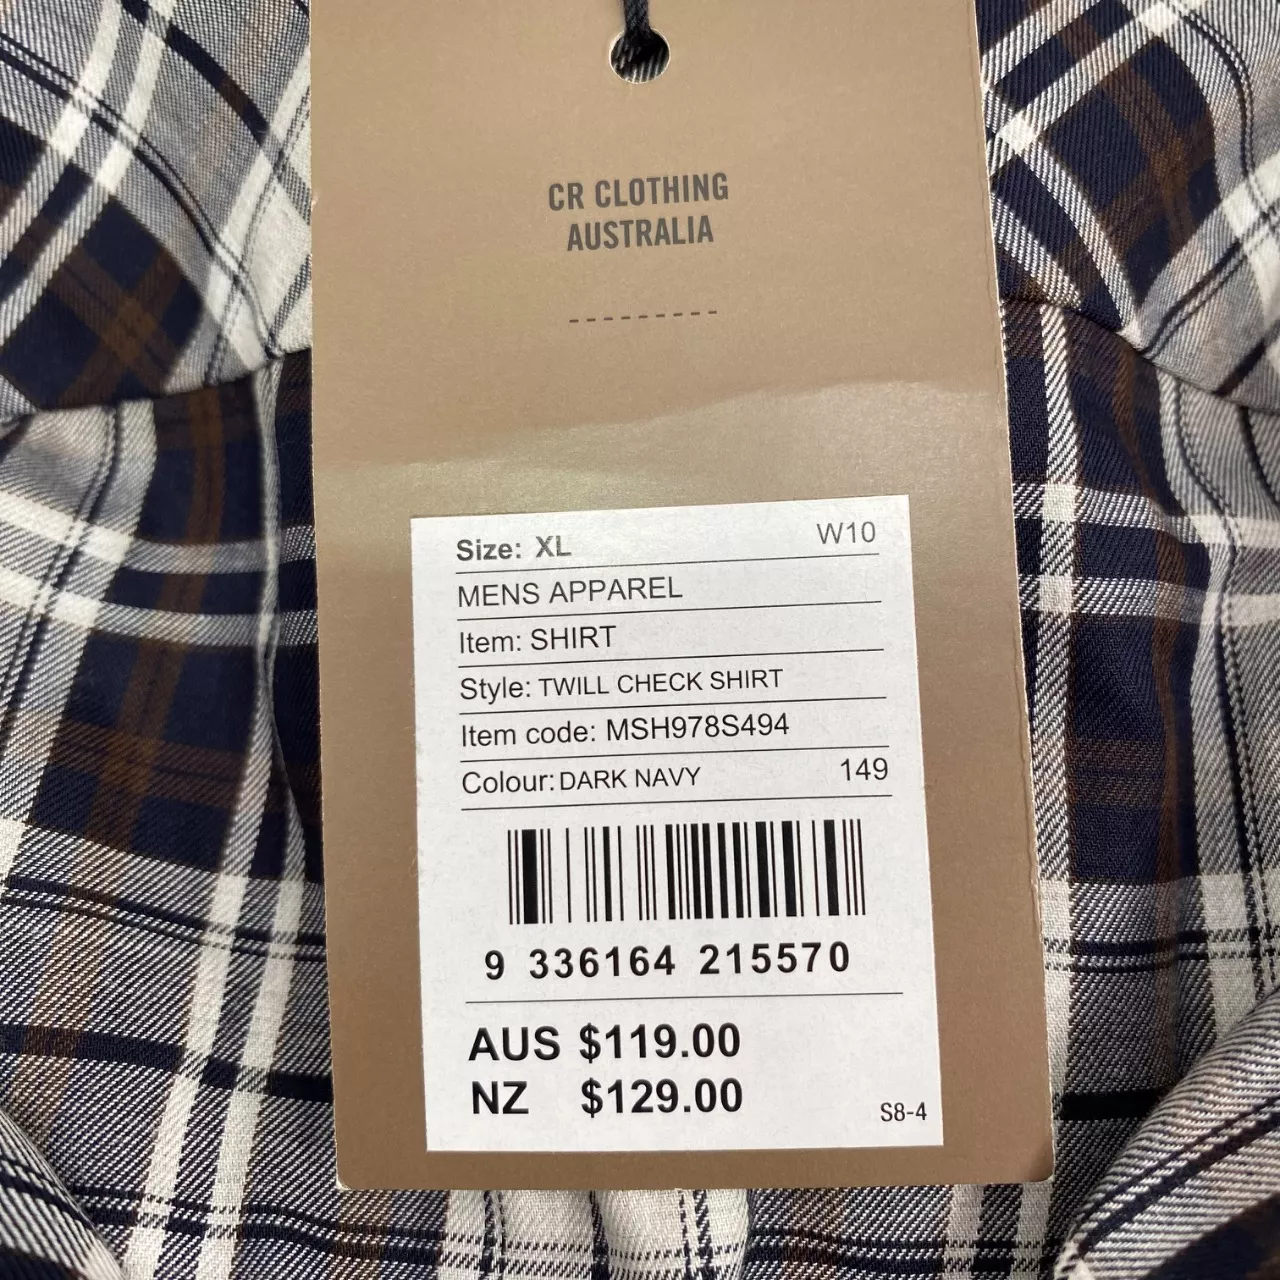 CR CLOTHING
AUSTRALIA
Size: XL W10
MENS APPAREL
Item: SHIRT
Style: TWILL CHECK SHIRT
Item code: MSH978S494
Colour: DARK NAVY 149
9 336164 215570
AUS $119.00
NZ $129.00
S8-4